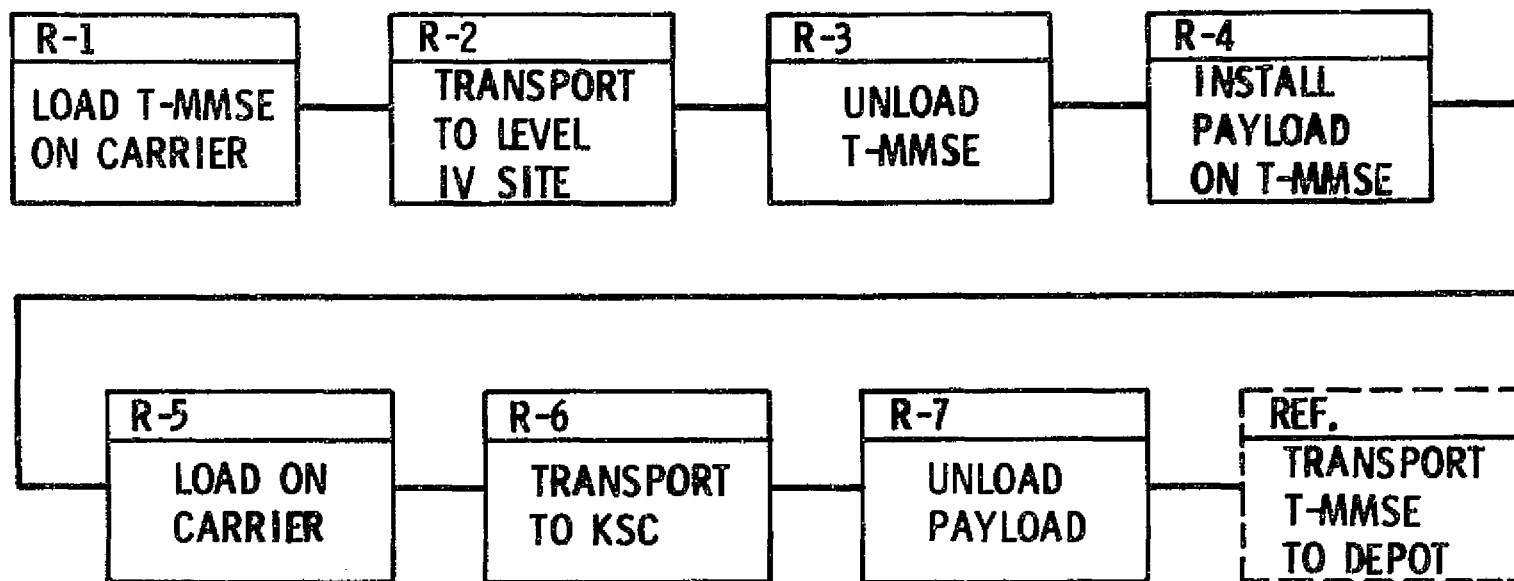 R-1
LOAD T-MMSE
ON CARRIER
R-2
TRANSPORT
TO LEVEL
IV SITE
R-3
UNLOAD
T-MMSE
R-4
INSTALL
PAYLOAD
ON T-MMSE
R-5
LOAD ON
CARRIER
R-6
TRANSPORT
TO KSC
R-7
UNLOAD
PAYLOAD
REF.
TRANSPORT
T-MMSE
TO DEPOT